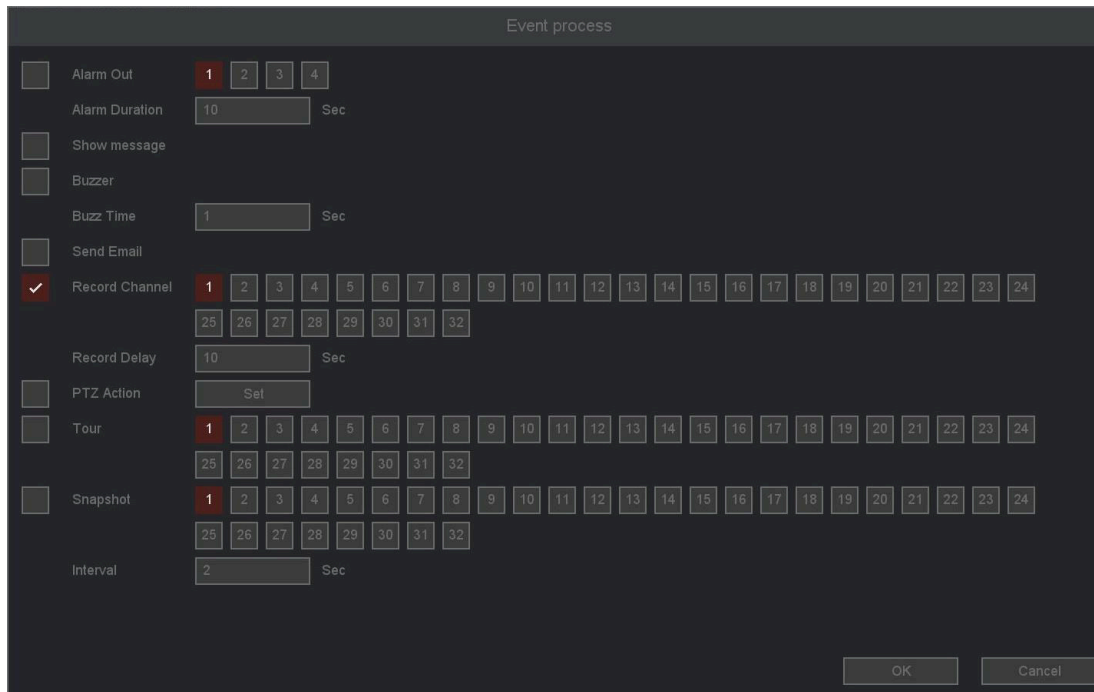 Event process
Alarm Out 1 2 3 4
Alarm Duration 10 Sec
Show message
Buzzer
Buzz Time 1 Sec
Send Email
Record Channel 1 2 3 4 5 6 7 8 9 10 11 12 13 14 15 16 17 18 19 20 21 22 23 24
25 26 27 28 29 30 31 32
Record Delay 10 Sec
PTZ Action Set
Tour 1 2 3 4 5 6 7 8 9 10 11 12 13 14 15 16 17 18 19 20 21 22 23 24
25 26 27 28 29 30 31 32
Snapshot 1 2 3 4 5 6 7 8 9 10 11 12 13 14 15 16 17 18 19 20 21 22 23 24
25 26 27 28 29 30 31 32
Interval 2 Sec
OK Cancel